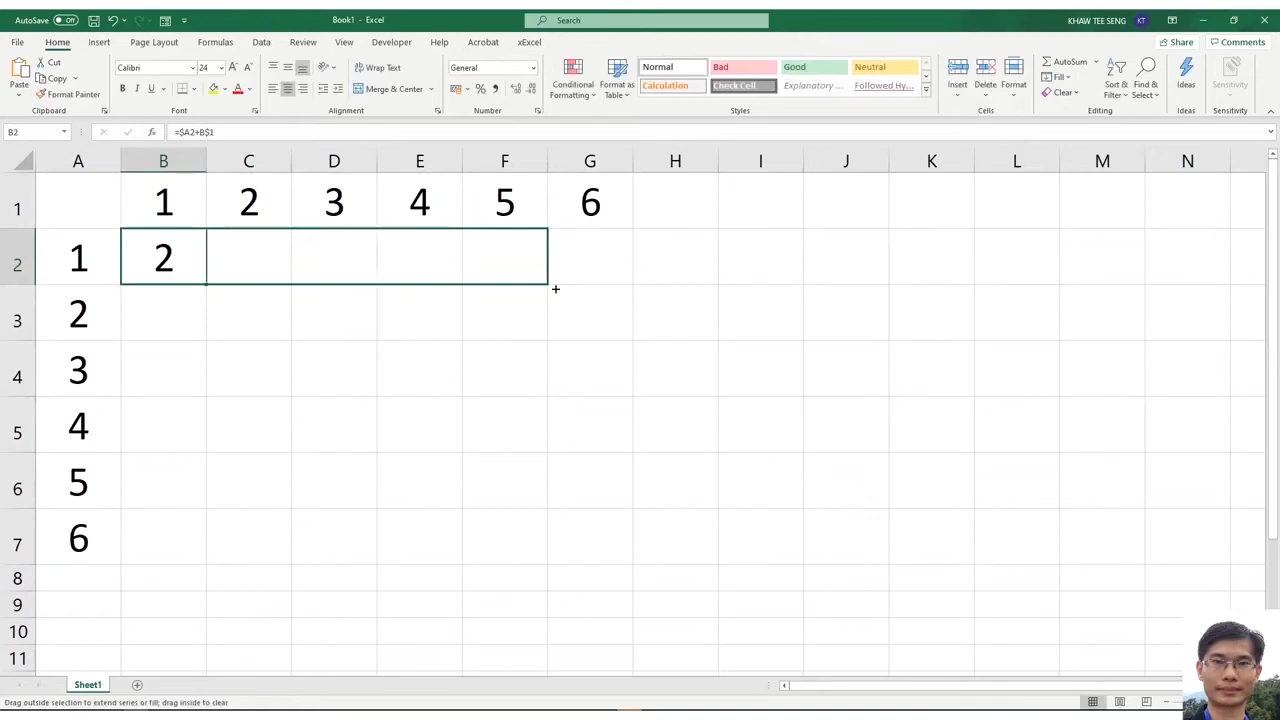 AutoSave Off Book1 - Excel Search KHAW TEE SENG KT
File Home Insert Page Layout Formulas Data Review View Developer Help Acrobat xExcel Share Comments
Paste Cut Copy Format Painter
Calibri 24 A A
B I U A
Wrap Text
Merge & Center
General
$ %
Conditional Formatting
Format as Table
Normal Bad Good Neutral
Calculation Check Cell Explanatory ... Followed Hy...
Insert Delete Format
AutoSum
Fill
Clear
Sort & Filter
Find & Select
Ideas
Sensitivity
Clipboard Font Alignment Number Styles Cells Editing Ideas Sensitivity
B2 fx =$A2+B$1
A B C D E F G H I J K L M N
1 1 2 3 4 5 6
2 1 2
3 2
4 3
5 4
6 5
7 6
8
9
10
11
Sheet1
Drag outside selection to extend series or fill; drag inside to clear